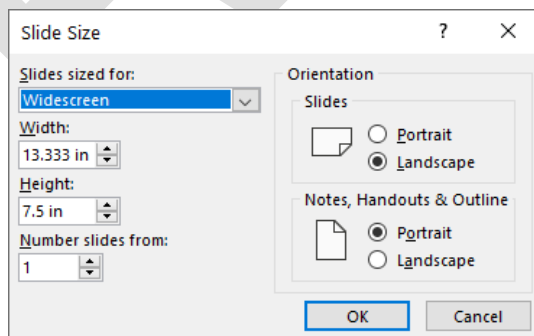 Slide Size ?
Slides sized for:
Widescreen
Width:
13.333 in
Height:
7.5 in
Number slides from:
1
Orientation
Slides
Portrait
Landscape
Notes, Handouts & Outline
Portrait
Landscape
OK
Cancel